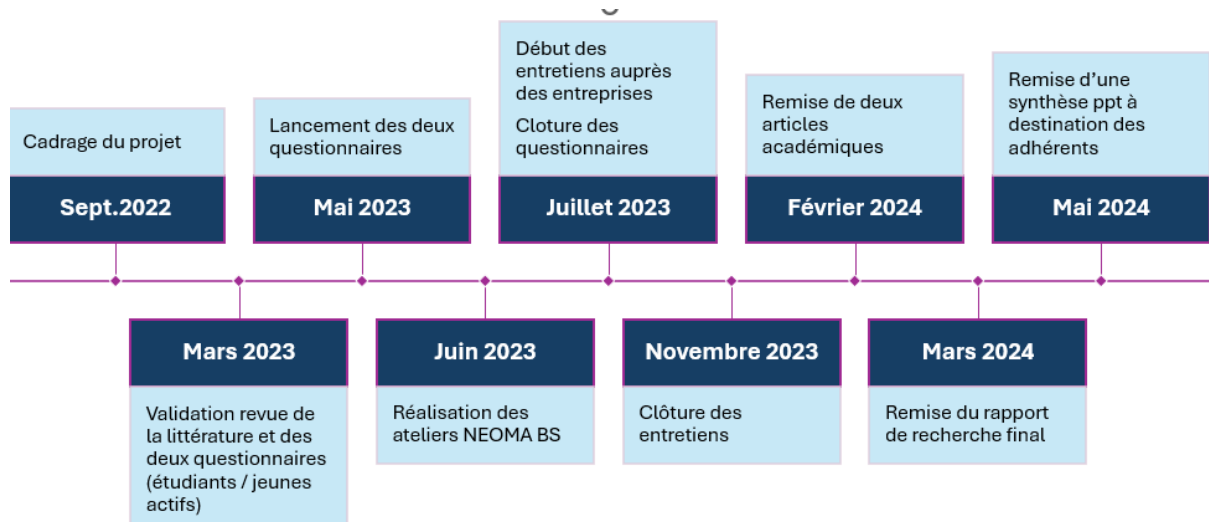 Cadrage du projet
Sept.2022
Lancement des deux
questionnaires
Mai 2023
Début des
entretiens auprès
des entreprises
Cloture des
questionnaires
Juillet 2023
Remise de deux
articles
académiques
Février 2024
Remise d’une
synthèse ppt à
destination des
adhérents
Mai 2024
Mars 2023
Validation revue de
la littérature et des
deux questionnaires
(étudiants / jeunes
actifs)
Juin 2023
Réalisation des
ateliers NEOMA BS
Novembre 2023
Clôture des
entretiens
Mars 2024
Remise du rapport
de recherche final